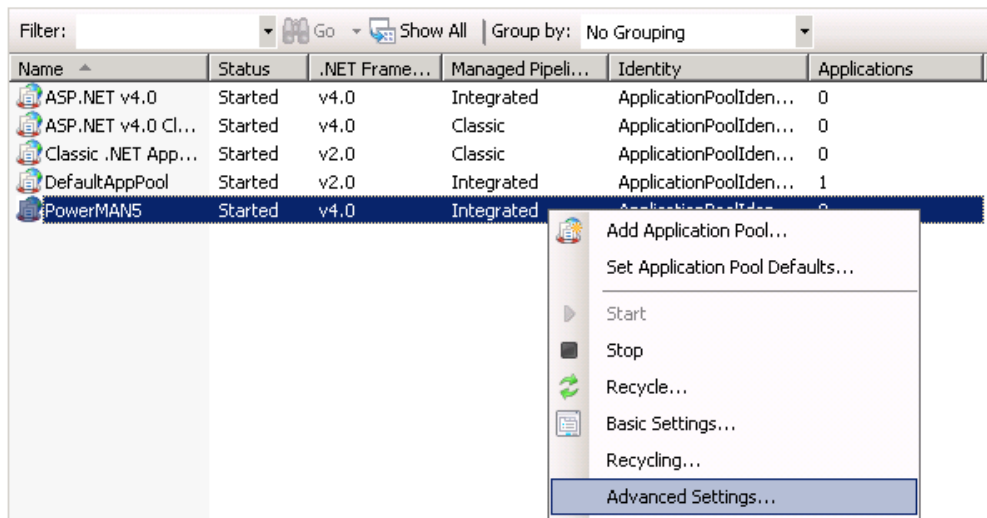 Filter: Go Show All Group by: No Grouping
Name Status .NET Frame... Managed Pipeli... Identity Applications
ASP.NET v4.0 Started v4.0 Integrated ApplicationPoolIden... 0
ASP.NET v4.0 Cl... Started v4.0 Classic ApplicationPoolIden... 0
Classic .NET App... Started v2.0 Classic ApplicationPoolIden... 0
DefaultAppPool Started v2.0 Integrated ApplicationPoolIden... 1
PowerMAN5 Started v4.0 Integrated ApplicationPoolIden...
Add Application Pool...
Set Application Pool Defaults...
Start
Stop
Recycle...
Basic Settings...
Recycling...
Advanced Settings...